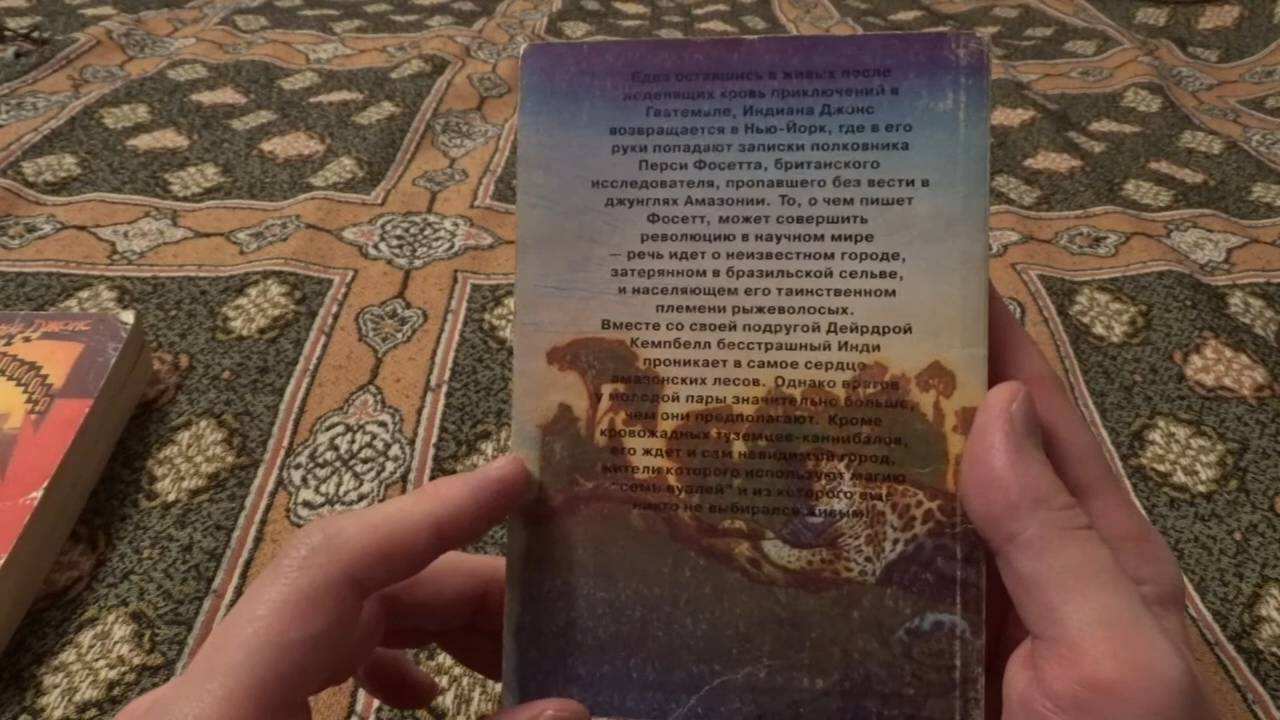 Едва оставшись в живых после
леденящих кровь приключений в
Гватемале, Индиана Джонс
возвращается в Нью-Йорк, где в его
руки попадают записки полковника
Перси Фосетта, британского
исследователя, пропавшего без вести в
джунглях Амазонии. То, о чем пишет
Фосетт, может совершить
революцию в научном мире
— речь идет о неизвестном городе,
затерянном в бразильской сельве,
и населяющем его таинственном
племени рыжеволосых.
Вместе со своей подругой Дейрдрой
Кемпбелл бесстрашный Инди
проникает в самое сердце
амазонских лесов. Однако врагов
у молодой пары значительно больше,
чем они предполагают. Кроме
кровожадных туземцев-каннибалов,
его ждет и сам невидимый город,
жители которого используют магию
"семь вуалей" и из которого еще
никто не выбирался живым!
Джонс